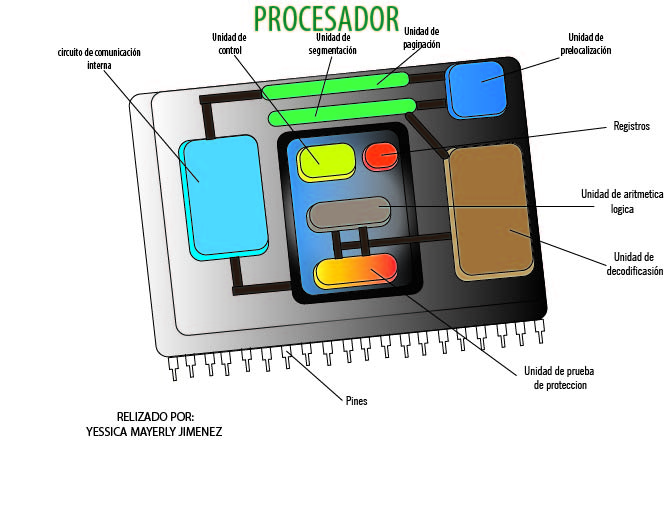 PROCESADOR
circuito de comunicación
interna
Unidad de
control
Unidad de
segmentación
Unidad de
paginación
Unidad de
prelocalización
Registros
Unidad de aritmetica
logica
Unidad de
decodificasión
Unidad de prueba
de proteccion
Pines
RELIZADO POR:
YESSICA MAYERLY JIMENEZ